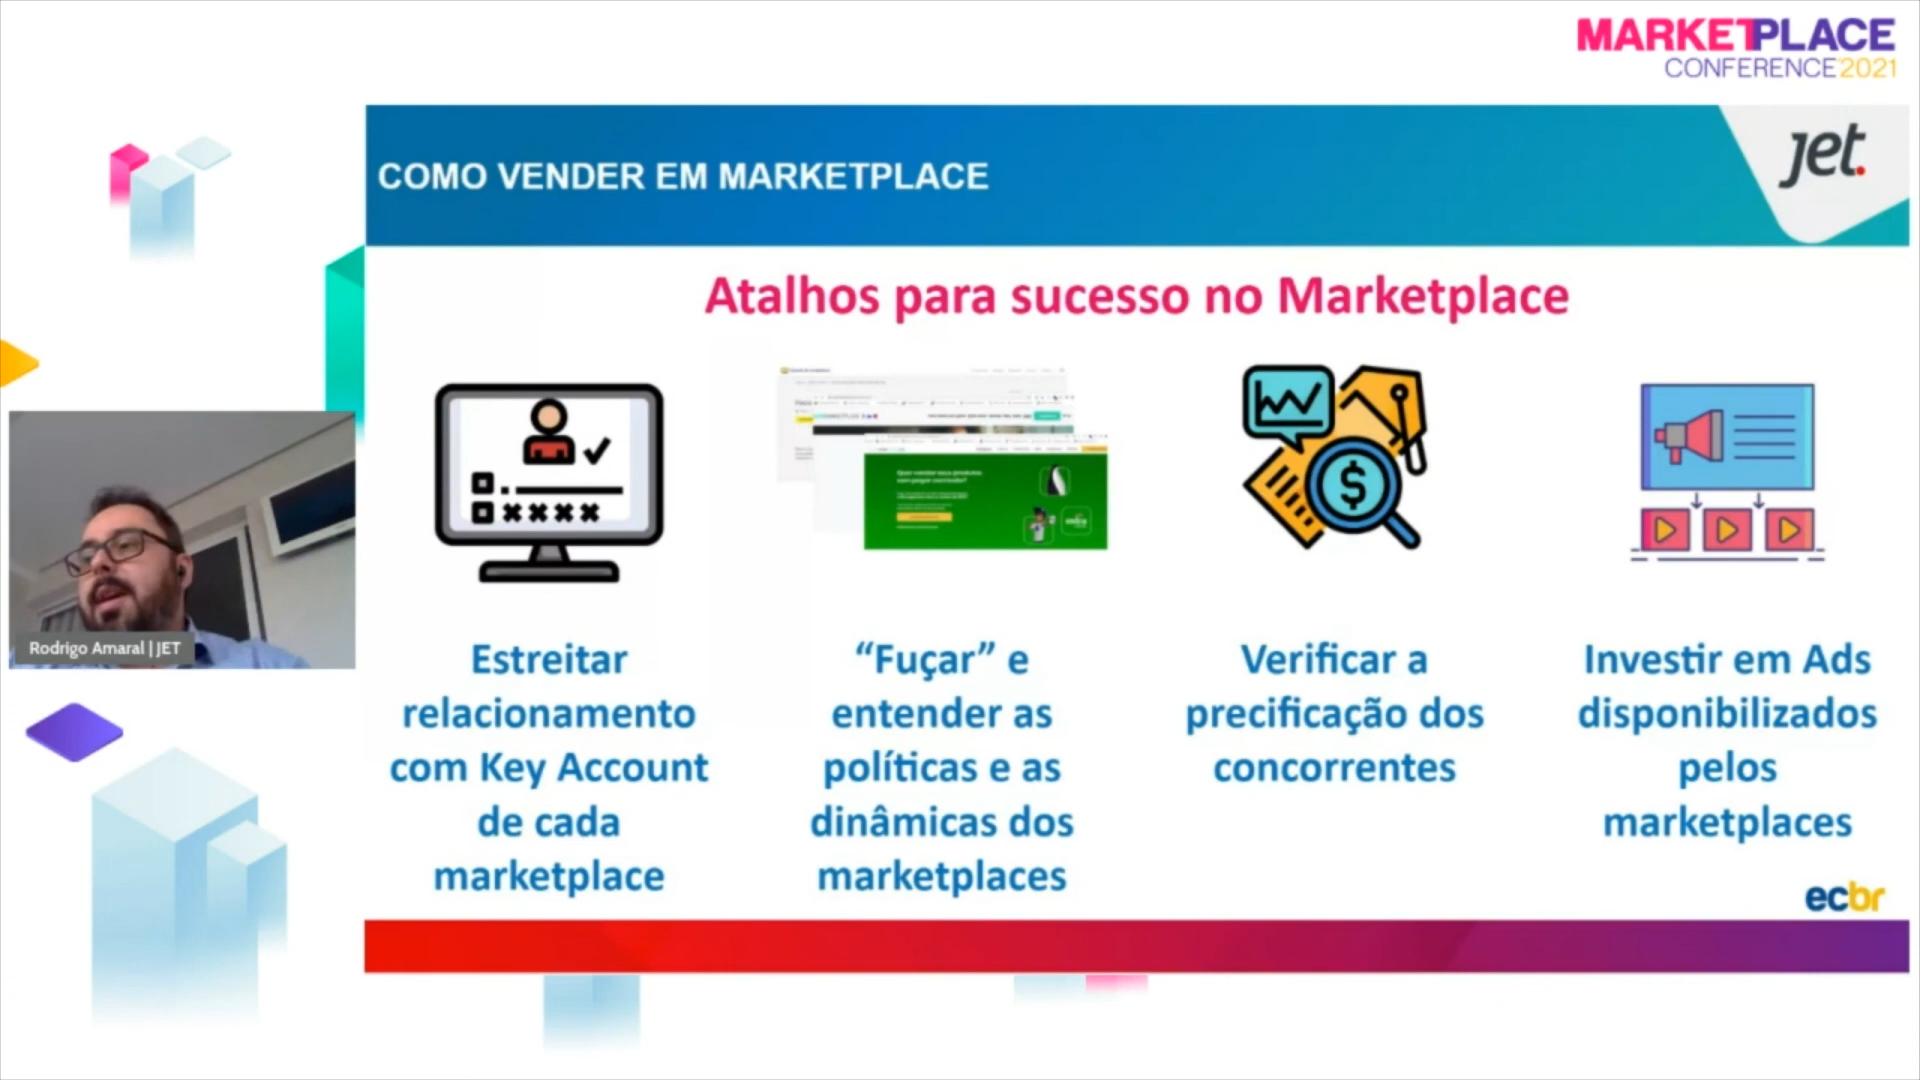 MARKETPLACE
CONFERENCE'2021
COMO VENDER EM MARKETPLACE
jet.
Atalhos para sucesso no Marketplace
Rodrigo Amaral | JET
Estreitar
relacionamento
com Key Account
de cada
marketplace
“Fuçar” e
entender as
políticas e as
dinâmicas dos
marketplaces
Verificar a
precificação dos
concorrentes
Investir em Ads
disponibilizados
pelos
marketplaces
ecbr